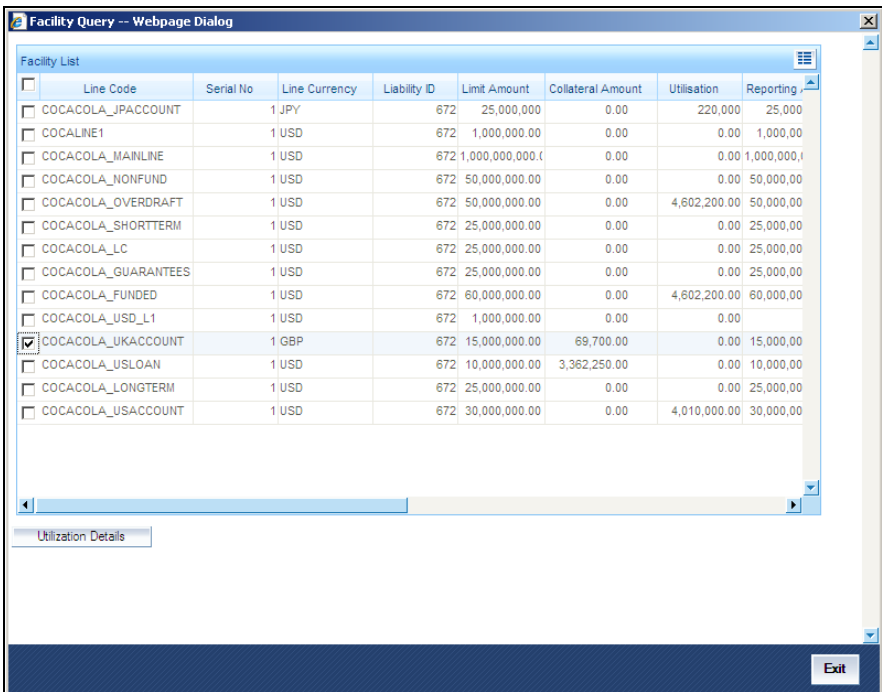 Facility Query -- Webpage Dialog
Facility List
Line Code Serial No Line Currency Liability ID Limit Amount Collateral Amount Utilisation Reporting
COCACOLA_JPACCOUNT 1 JPY 672 25,000,000 0.00 220,000 25,000
COCALINE1 1 USD 672 1,000,000.00 0.00 0.00 1,000,00
COCACOLA_MAINLINE 1 USD 672 1,000,000,000.( 0.00 0.00 1,000,000,
COCACOLA_NONFUND 1 USD 672 50,000,000.00 0.00 0.00 50,000,00
COCACOLA_OVERDRAFT 1 USD 672 50,000,000.00 0.00 4,602,200.00 50,000,00
COCACOLA_SHORTTERM 1 USD 672 25,000,000.00 0.00 0.00 25,000,00
COCACOLA_LC 1 USD 672 25,000,000.00 0.00 0.00 25,000,00
COCACOLA_GUARANTEES 1 USD 672 25,000,000.00 0.00 0.00 25,000,00
COCACOLA_FUNDED 1 USD 672 60,000,000.00 0.00 4,602,200.00 60,000,00
COCACOLA_USD_L1 1 USD 672 1,000,000.00 0.00 0.00
COCACOLA_UKACCOUNT 1 GBP 672 15,000,000.00 69,700.00 0.00 15,000,00
COCACOLA_USLOAN 1 USD 672 10,000,000.00 3,362,250.00 0.00 10,000,00
COCACOLA_LONGTERM 1 USD 672 25,000,000.00 0.00 0.00 25,000,00
COCACOLA_USACCOUNT 1 USD 672 30,000,000.00 0.00 4,010,000.00 30,000,00
Utilization Details
Exit